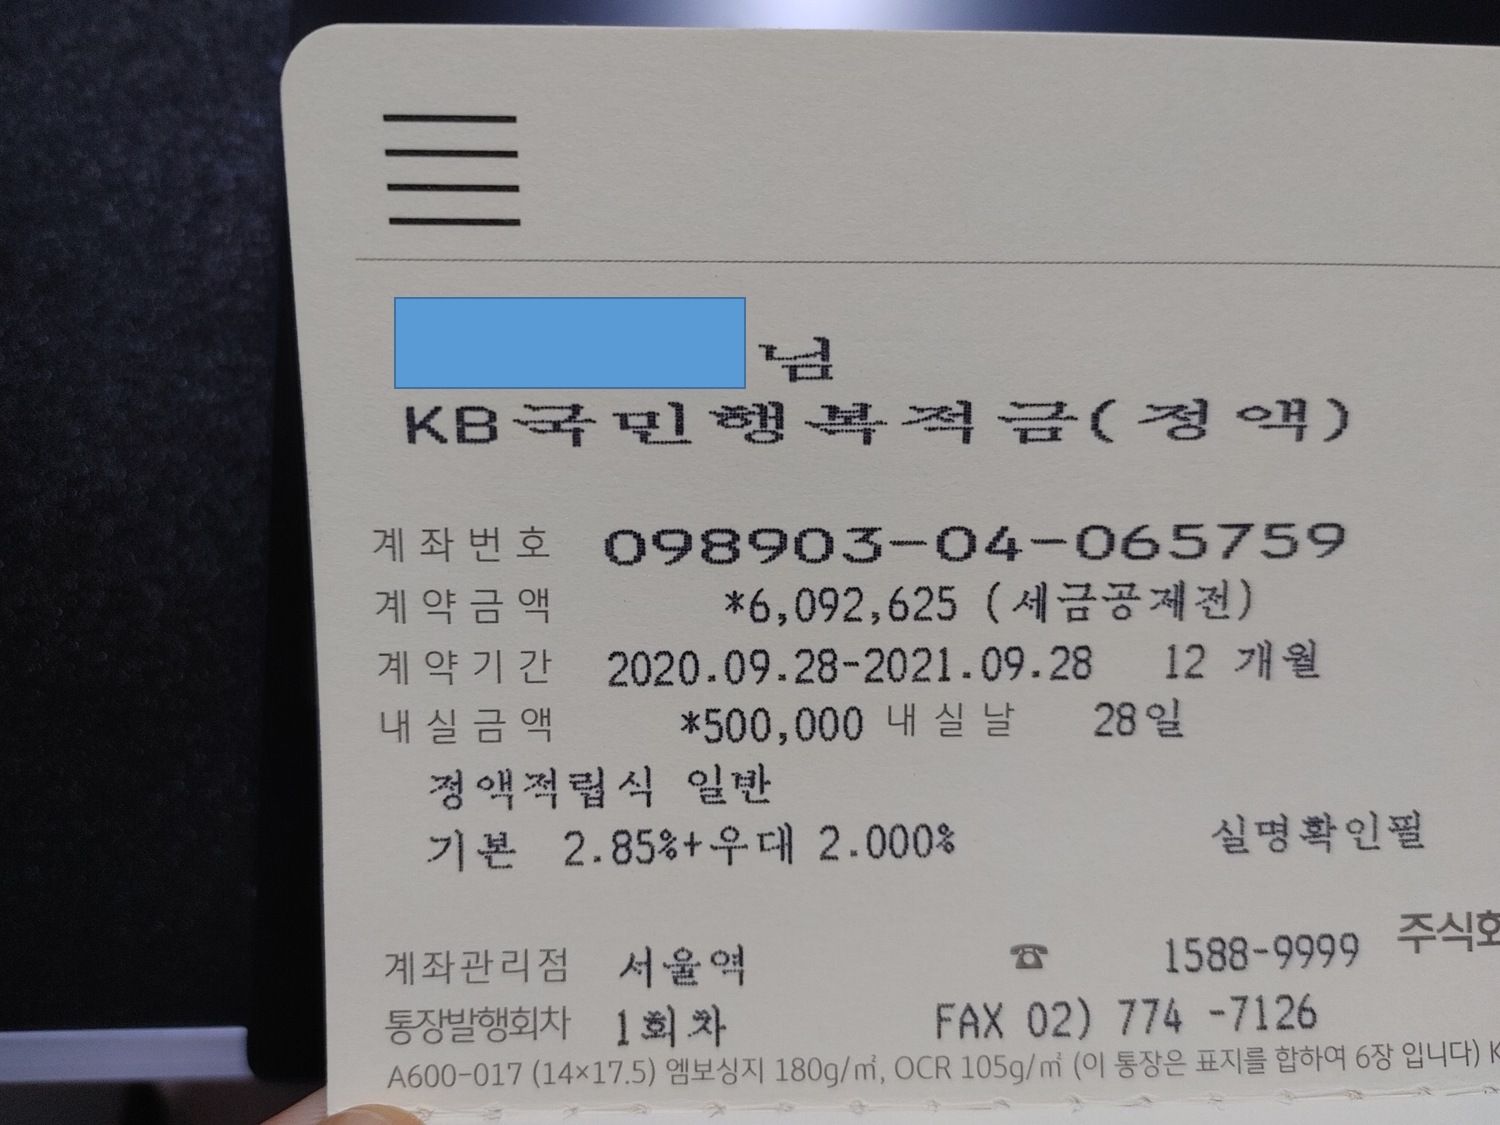 님
KB국민행복적금(정액)
계좌번호 098903-04-065759
계약금액 *6,092,625 (세금공제전)
계약기간 2020.09.28-2021.09.28 12 개월
내실금액 *500,000 내실날 28일
정액적립식 일반
기본 2.85%+우대 2.000%
실명확인필
주식회
계좌관리점 서울역 ☎ 1588-9999
통장발행회차 1회차 FAX 02) 774 -7126
A600-017 (14×17.5) 엠보싱지 180g/㎡, OCR 105g/㎡ (이 통장은 표지를 합하여 6장 입니다) K